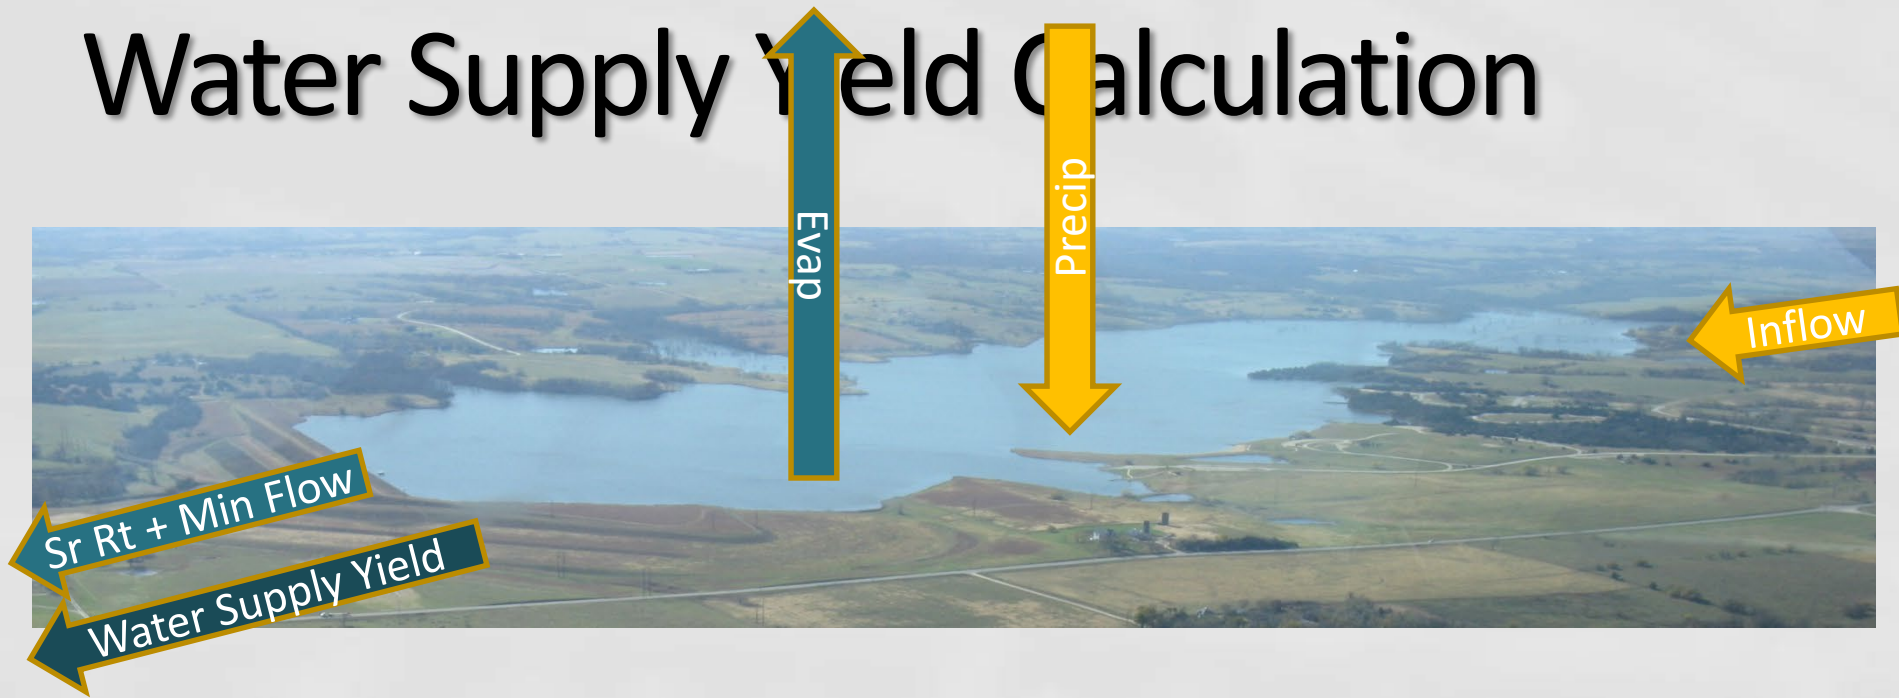 Water Supply Yield Calculation
Evap
Precip
Inflow
Sr Rt + Min Flow
Water Supply Yield